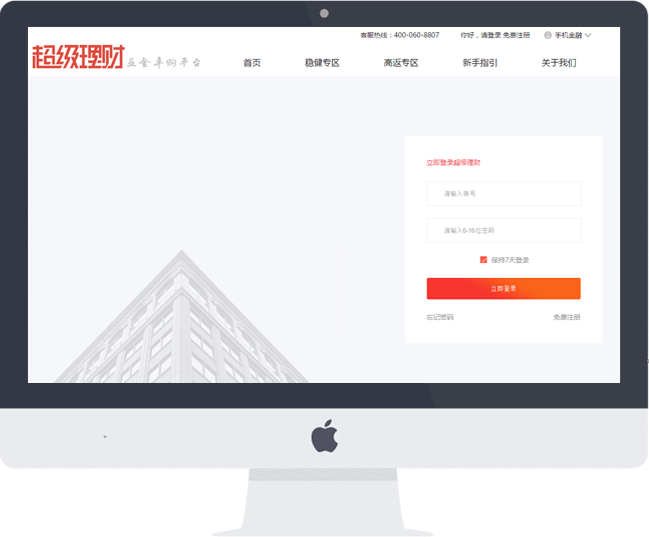 客服热线：400-060-8807 你好，请登录 免费注册 手机金融
超级理财 互金导购平台
首页 稳健专区 高返专区 新手指引 关于我们
立即登录超级理财
请输入账号
请输入6-16位密码
保持7天登录
立即登录
忘记密码 免费注册